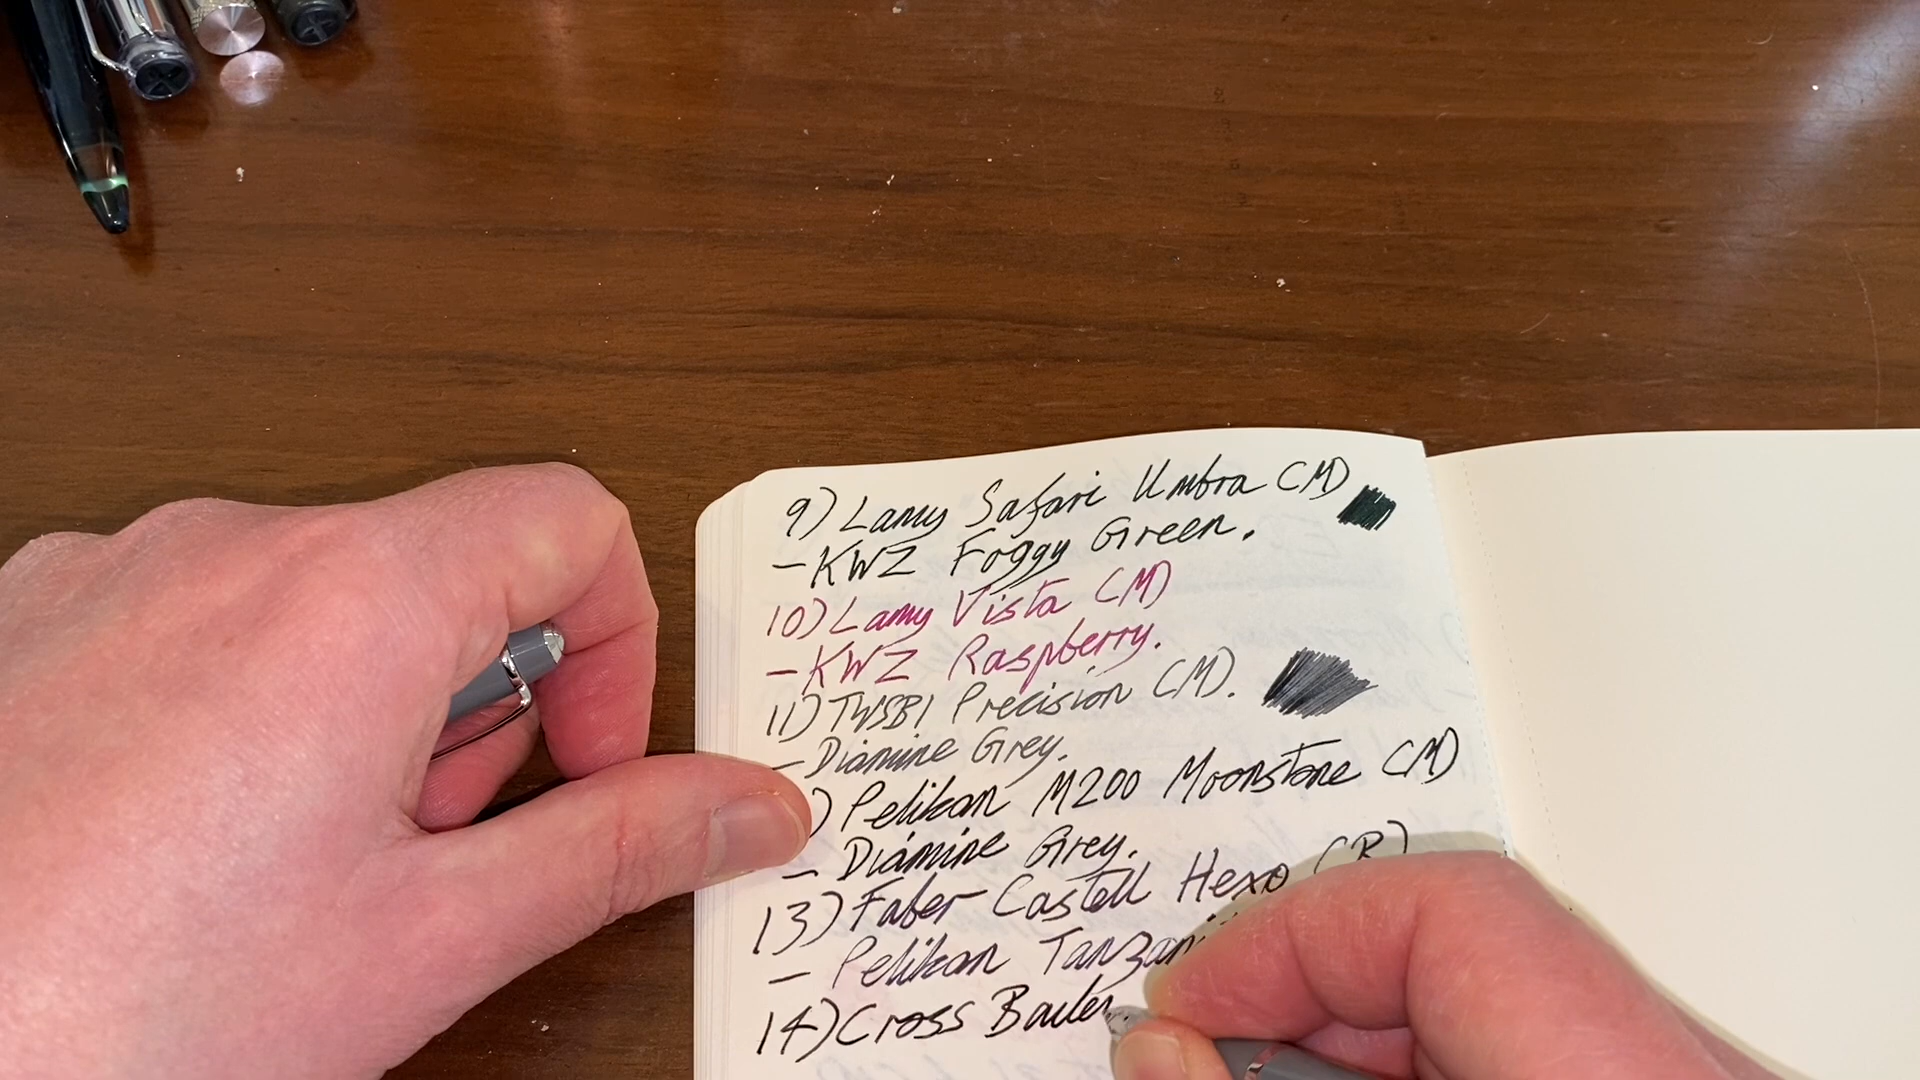 9) Lamy Safari Umbra (M)
- KWZ Foggy Green.
10) Lamy Vista (M)
- KWZ Raspberry.
11) TWSBI Precision (M).
- Diamine Grey.
) Pelikan M200 Moonstone (M)
- Diamine Grey.
13) Faber Castell Hexo (B)
- Pelikan Tanzani
14) Cross Bailey